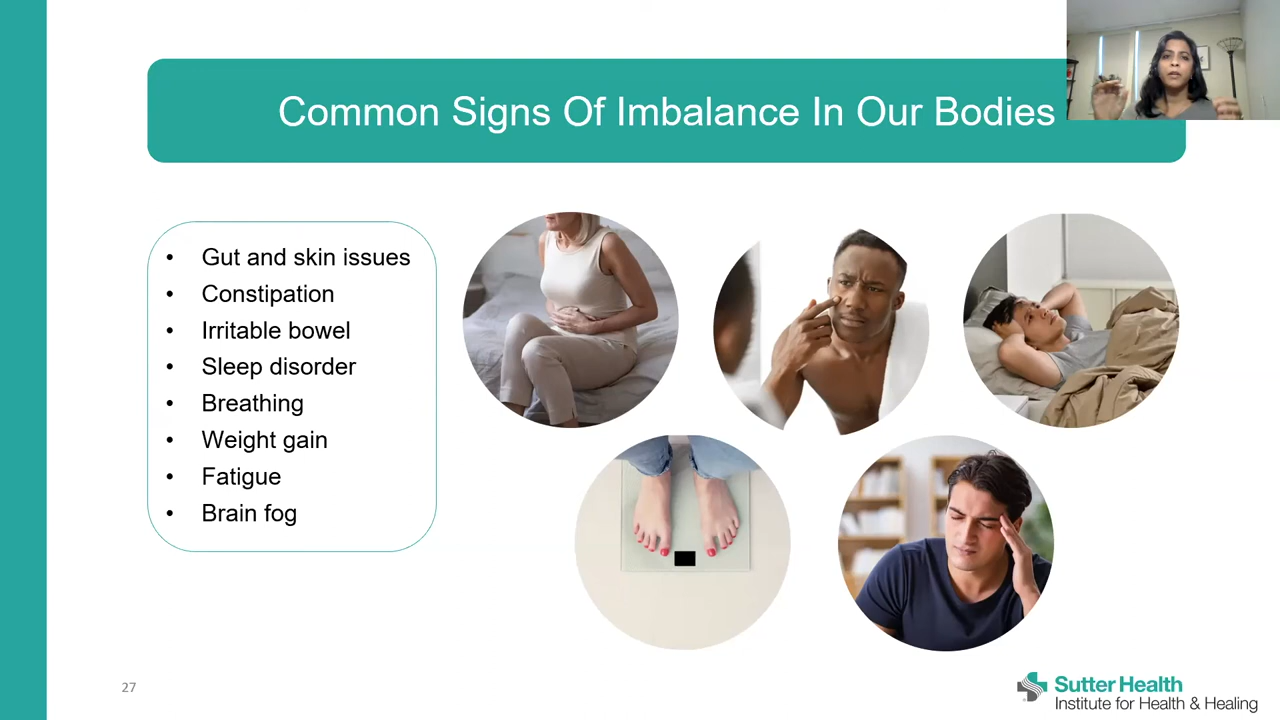 Common Signs Of Imbalance In Our Bodies
• Gut and skin issues
• Constipation
• Irritable bowel
• Sleep disorder
• Breathing
• Weight gain
• Fatigue
• Brain fog
27
Sutter Health
Institute for Health & Healing